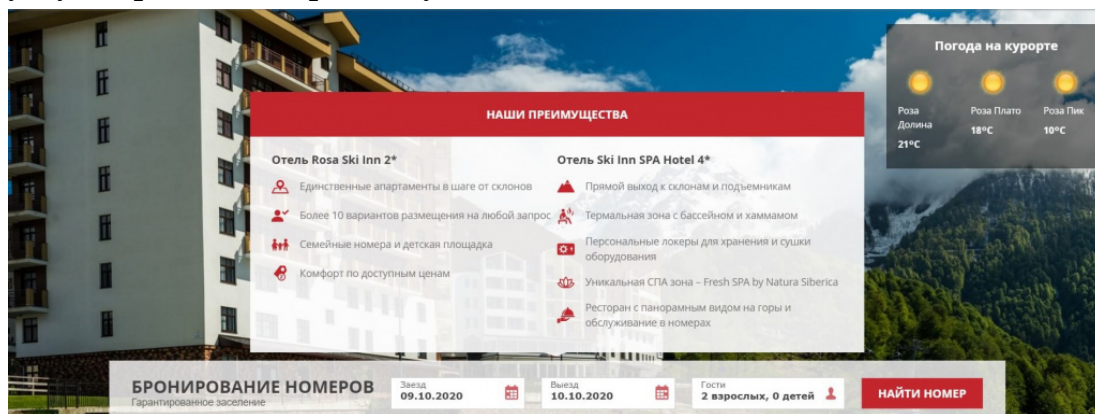 Погода на курорте
Роза Долина
21°C
Роза Плато
18°C
Роза Пик
10°C
НАШИ ПРЕИМУЩЕСТВА
Отель Rosa Ski Inn 2*
Единственные апартаменты в шаге от склонов
Более 10 вариантов размещения на любой запрос
Семейные номера и детская площадка
Комфорт по доступным ценам
Отель Ski Inn SPA Hotel 4*
Прямой выход к склонам и подъемникам
Термальная зона с бассейном и хаммамом
Персональные локеры для хранения и сушки
оборудования
Уникальная СПА зона – Fresh SPA by Natura Siberica
Ресторан с панорамным видом на горы и
обслуживание в номерах
БРОНИРОВАНИЕ НОМЕРОВ
Гарантированное заселение
Заезд
09.10.2020
Выезд
10.10.2020
Гости
2 взрослых, 0 детей
НАЙТИ НОМЕР